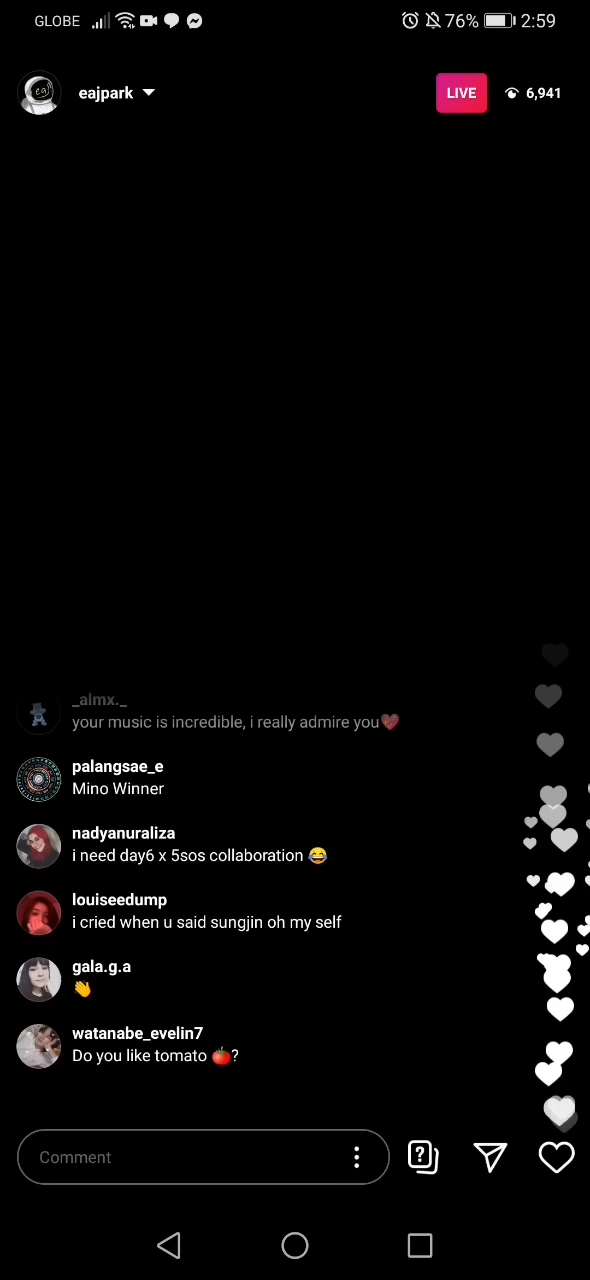 GLOBE 76% 2:59
eajpark LIVE 6,941
_almx._
your music is incredible, i really admire you💗
palangsae_e
Mino Winner
nadyanuraliza
i need day6 x 5sos collaboration 😂
louiseedump
i cried when u said sungjin oh my self
gala.g.a
👋
watanabe_evelin7
Do you like tomato 🍅?
Comment